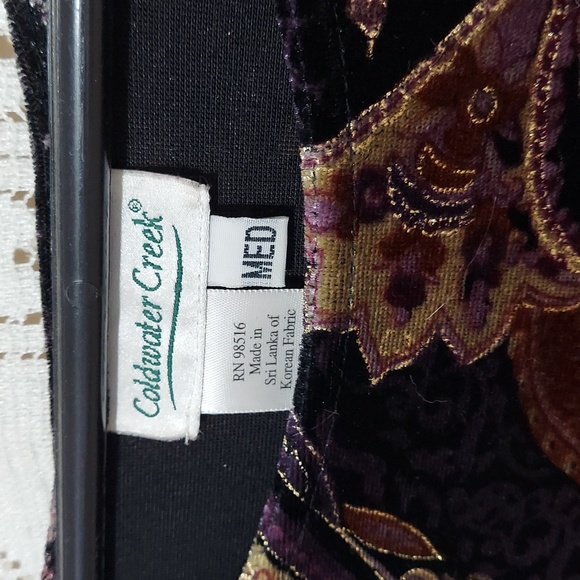 Coldwater Creek®
MED
RN 98516
Made in
Sri Lanka of
Korean Fabric